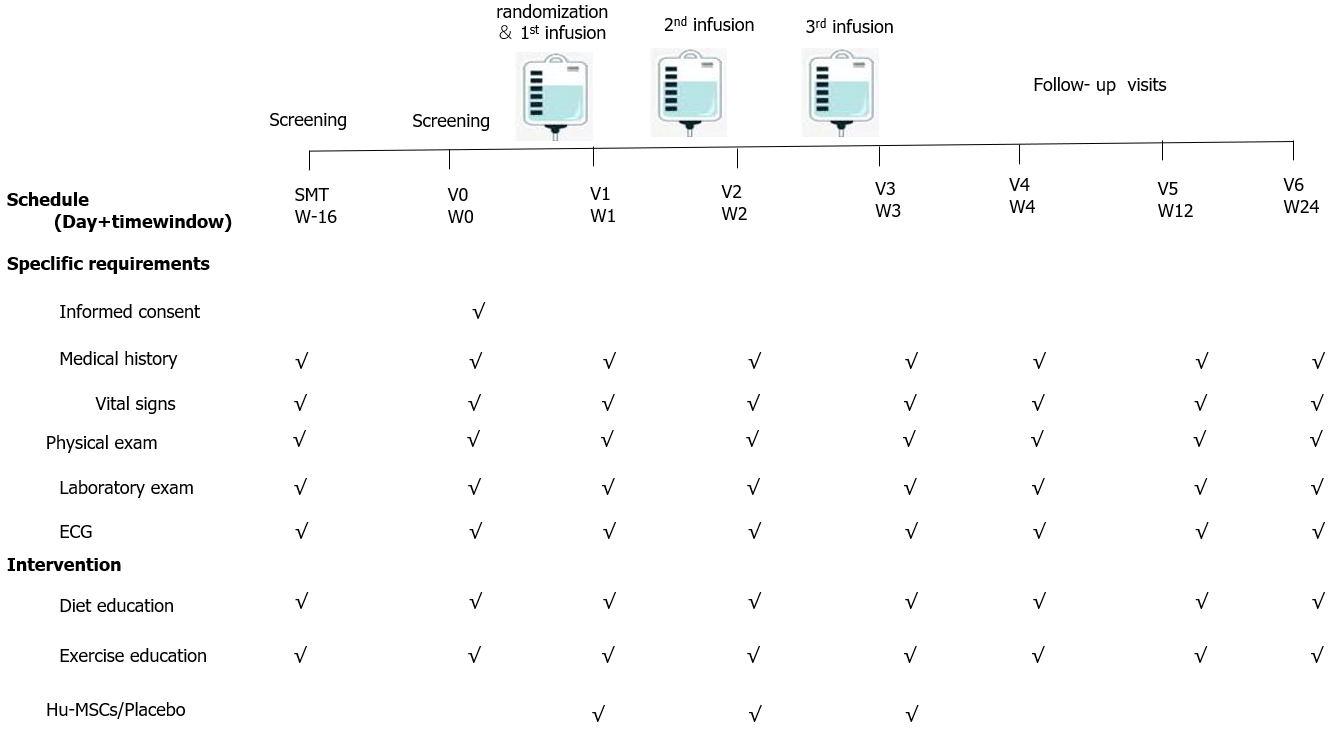 randomization
& 1st infusion
2nd infusion
3rd infusion
Follow- up visits
Screening
Screening
Schedule
(Day+timewindow)
SMT
W-16
V0
W0
V1
W1
V2
W2
V3
W3
V4
W4
V5
W12
V6
W24
Speclific requirements
Informed consent √
Medical history √ √ √ √ √ √ √ √
Vital signs √ √ √ √ √ √ √ √
Physical exam √ √ √ √ √ √ √ √
Laboratory exam √ √ √ √ √ √ √ √
ECG √ √ √ √ √ √ √ √
Intervention
Diet education √ √ √ √ √ √ √ √
Exercise education √ √ √ √ √ √ √ √
Hu-MSCs/Placebo √ √ √